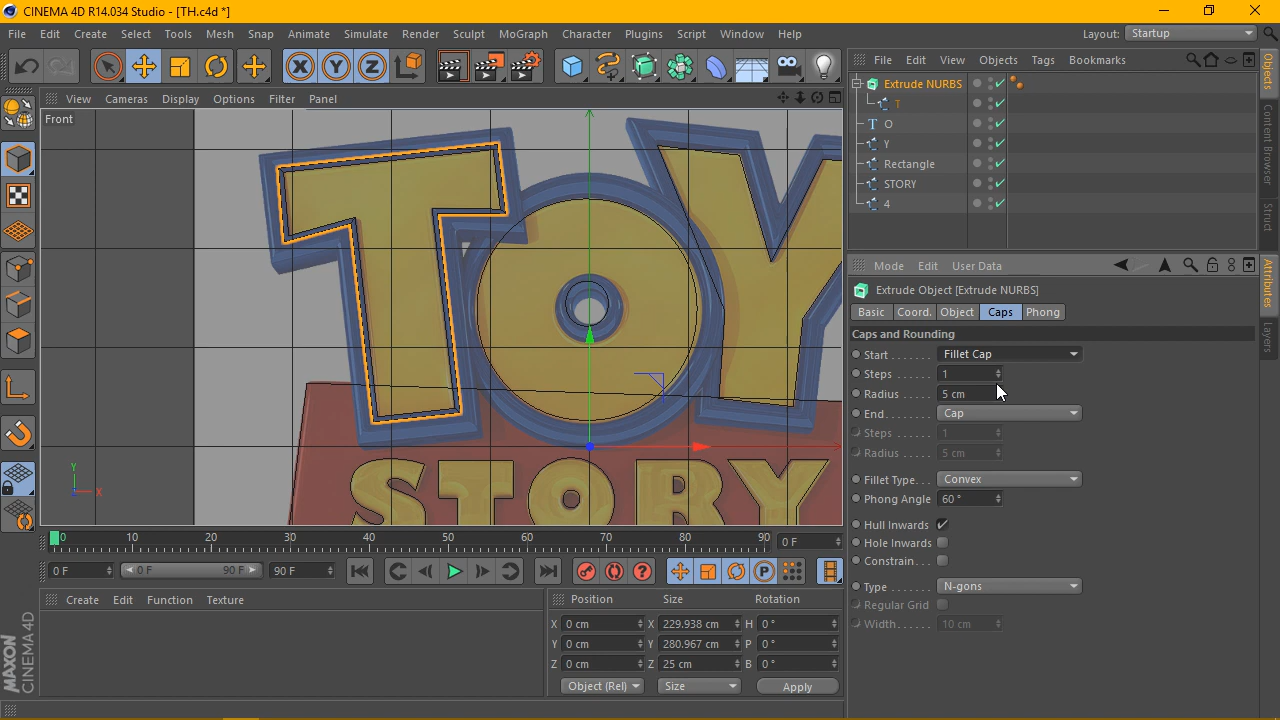 CINEMA 4D R14.034 Studio - [TH.c4d *]
File Edit Create Select Tools Mesh Snap Animate Simulate Render Sculpt MoGraph Character Plugins Script Window Help Layout: Startup
X Y Z
File Edit View Objects Tags Bookmarks
View Cameras Display Options Filter Panel
Front
Extrude NURBS
T
O
Y
Rectangle
STORY
4
Objects
Content Browser
Struct
Mode Edit User Data
Extrude Object [Extrude NURBS]
Basic Coord. Object Caps Phong
Caps and Rounding
Start . . . . . . . Fillet Cap
Steps . . . . . . 1
Radius . . . . . 5 cm
End. . . . . . . . Cap
Steps . . . . . . 1
Radius . . . . . 5 cm
Fillet Type. . . Convex
Phong Angle 60 °
Hull Inwards
Hole Inwards
Constrain. . .
Type . . . . . . . N-gons
Regular Grid
Width. . . . . . 10 cm
Attributes
Layers
TOY
STORY
Y
X
0 10 20 30 40 50 60 70 80 90 0 F
0 F 0 F 90 F 90 F
P
Create Edit Function Texture
Position Size Rotation
X 0 cm X 229.938 cm H 0 °
Y 0 cm Y 280.967 cm P 0 °
Z 0 cm Z 25 cm B 0 °
Object (Rel) Size Apply
MAXON
CINEMA 4D